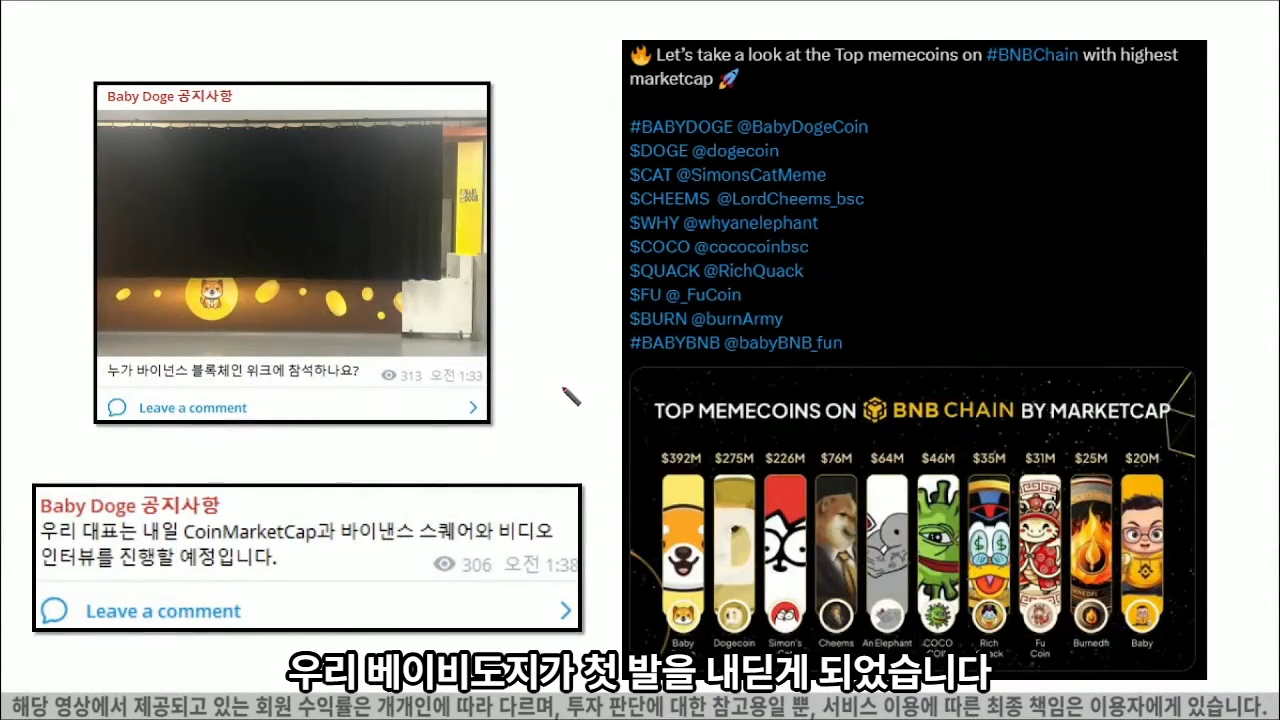 Baby Doge 공지사항
누가 바이넌스 블록체인 위크에 참석하나요?
313 오전 1:33
Leave a comment
Baby Doge 공지사항
우리 대표는 내일 CoinMarketCap과 바이낸스 스퀘어와 비디오
인터뷰를 진행할 예정입니다.
306 오전 1:38
Leave a comment
🔥 Let's take a look at the Top memecoins on #BNBChain with highest
marketcap 🚀
#BABYDOGE @BabyDogeCoin
$DOGE @dogecoin
$CAT @SimonsCatMeme
$CHEEMS @LordCheems_bsc
$WHY @whyanelephant
$COCO @cococoinbsc
$QUACK @RichQuack
$FU @_FuCoin
$BURN @burnArmy
#BABYBNB @babyBNB_fun
TOP MEMECOINS ON BNB CHAIN BY MARKETCAP
$392M $275M $226M $76M $64M $46M $35M $31M $25M $20M
Baby Dogecoin Simon's Cheems An Elephant COCO Rich Fu Burnedfi Baby
Coin
우리 베이비도지가 첫 발을 내딛게 되었습니다
해당 영상에서 제공되고 있는 회원 수익률은 개개인에 따라 다르며, 투자 판단에 대한 참고용일 뿐, 서비스 이용에 따른 최종 책임은 이용자에게 있습니다.